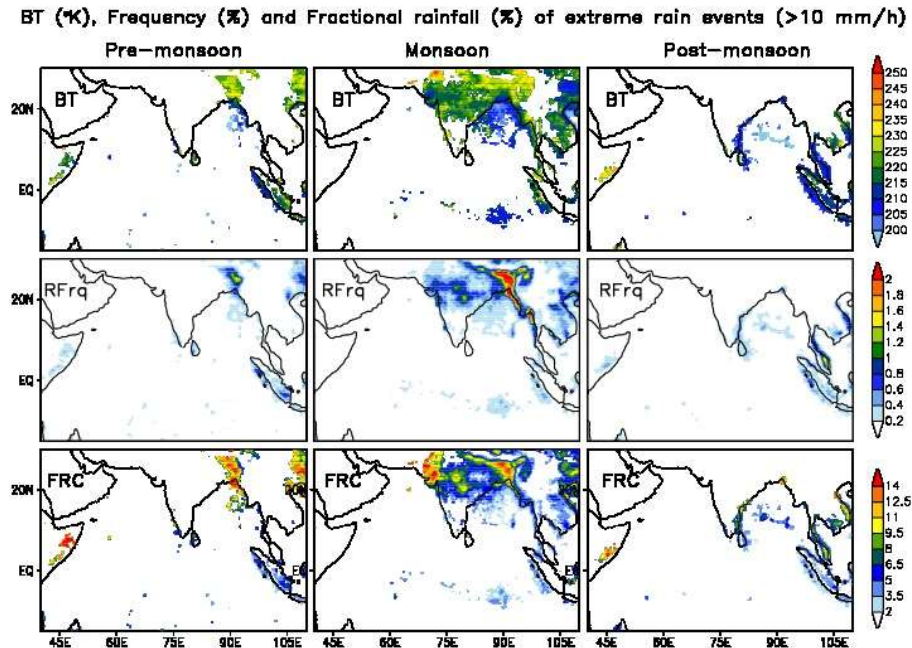 BT (°K), Frequency (%) and Fractional rainfall (%) of extreme rain events (>10 mm/h)
Pre-monsoon Monsoon Post-monsoon
BT BT BT
20N
EQ
250
245
240
235
230
225
220
215
210
205
200
RFrq RFrq RFrq
20N
EQ
2
1.8
1.6
1.4
1.2
1
0.8
0.6
0.4
0.2
FRC FRC FRC
20N
EQ
14
12.5
11
9.5
8
6.5
5
3.5
2
45E 60E 75E 90E 105E 45E 60E 75E 90E 105E 45E 60E 75E 90E 105E